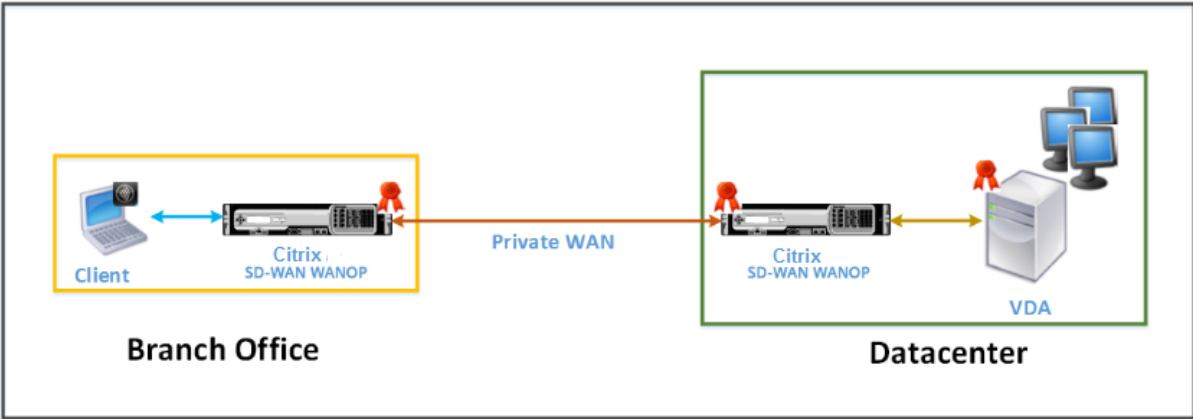 Client
Citrix
SD-WAN WANOP
Private WAN
Citrix
SD-WAN WANOP
VDA
Branch Office
Datacenter